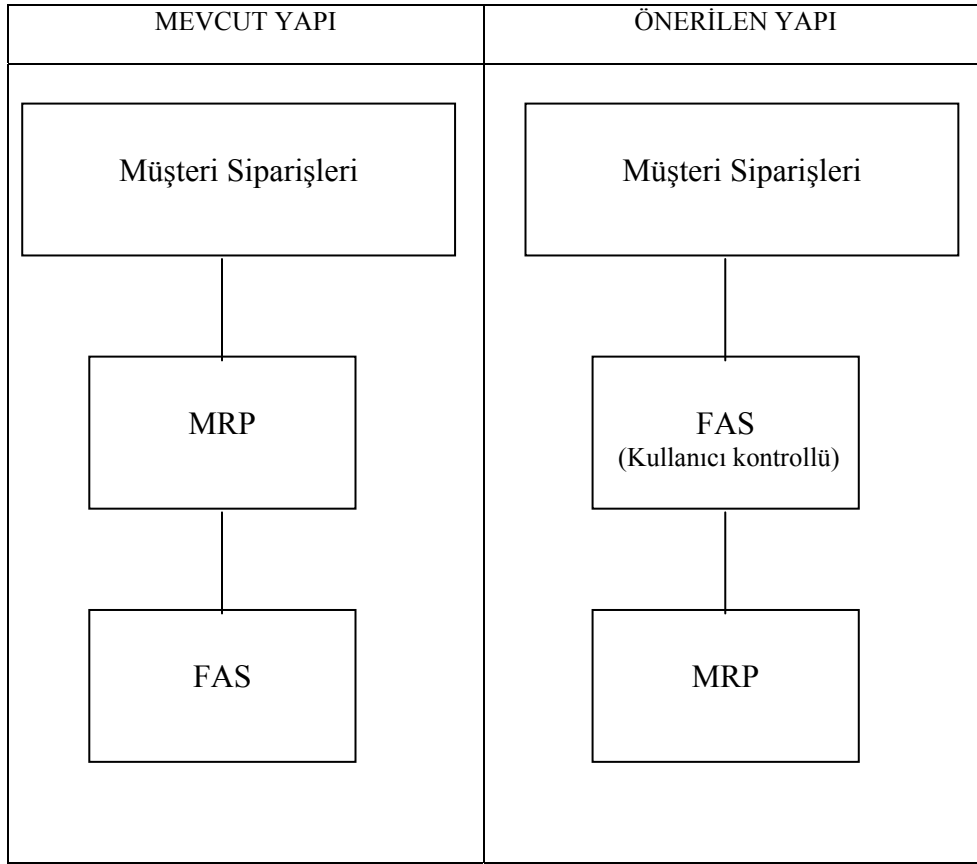 MEVCUT YAPI
ÖNERİLEN YAPI
Müşteri Siparişleri
MRP
FAS
Müşteri Siparişleri
FAS
(Kullanıcı kontrollü)
MRP